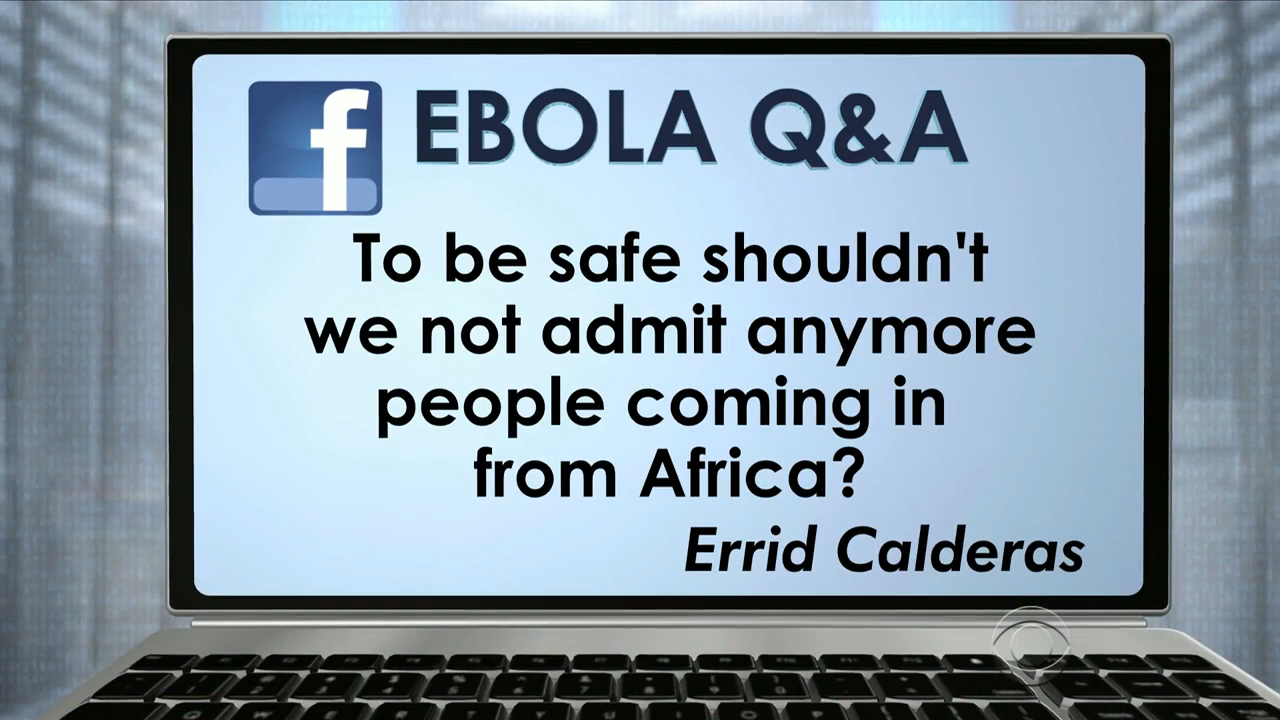 f EBOLA Q&A
To be safe shouldn't
we not admit anymore
people coming in
from Africa?
Errid Calderas